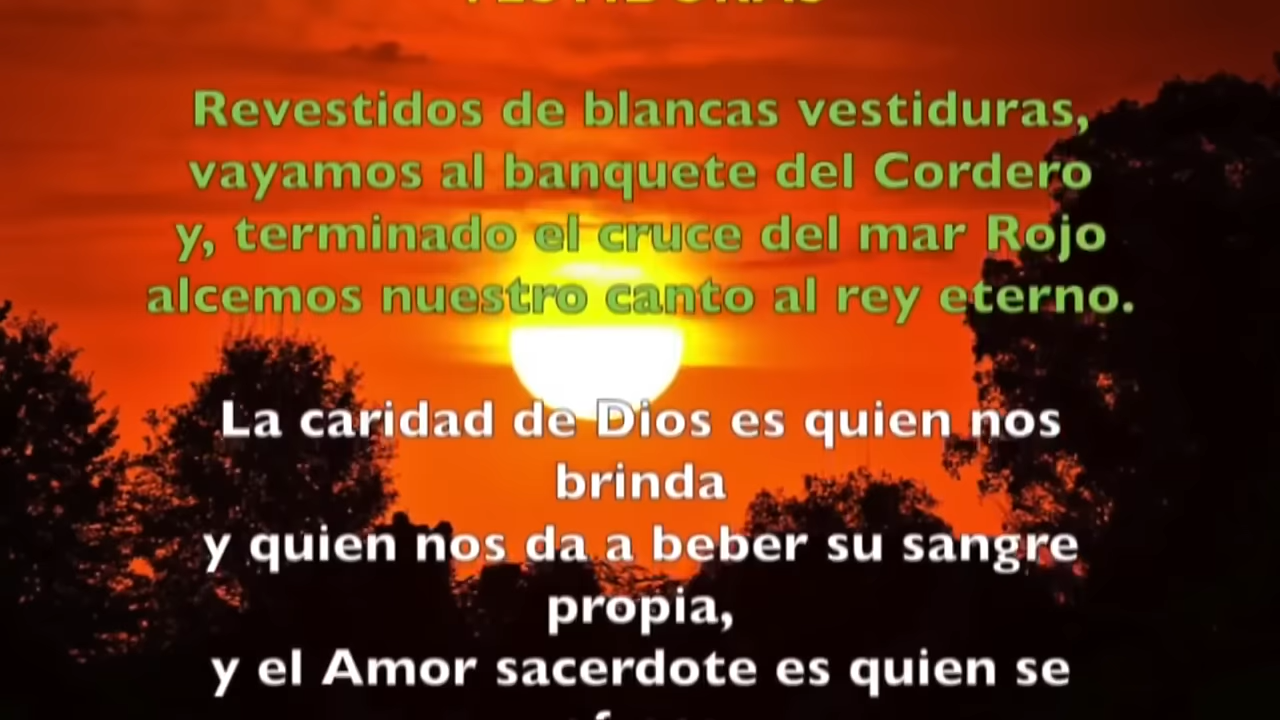 VESTIDURAS
Revestidos de blancas vestiduras,
vayamos al banquete del Cordero
y, terminado el cruce del mar Rojo
alcemos nuestro canto al rey eterno.
La caridad de Dios es quien nos
brinda
y quien nos da a beber su sangre
propia,
y el Amor sacerdote es quien se